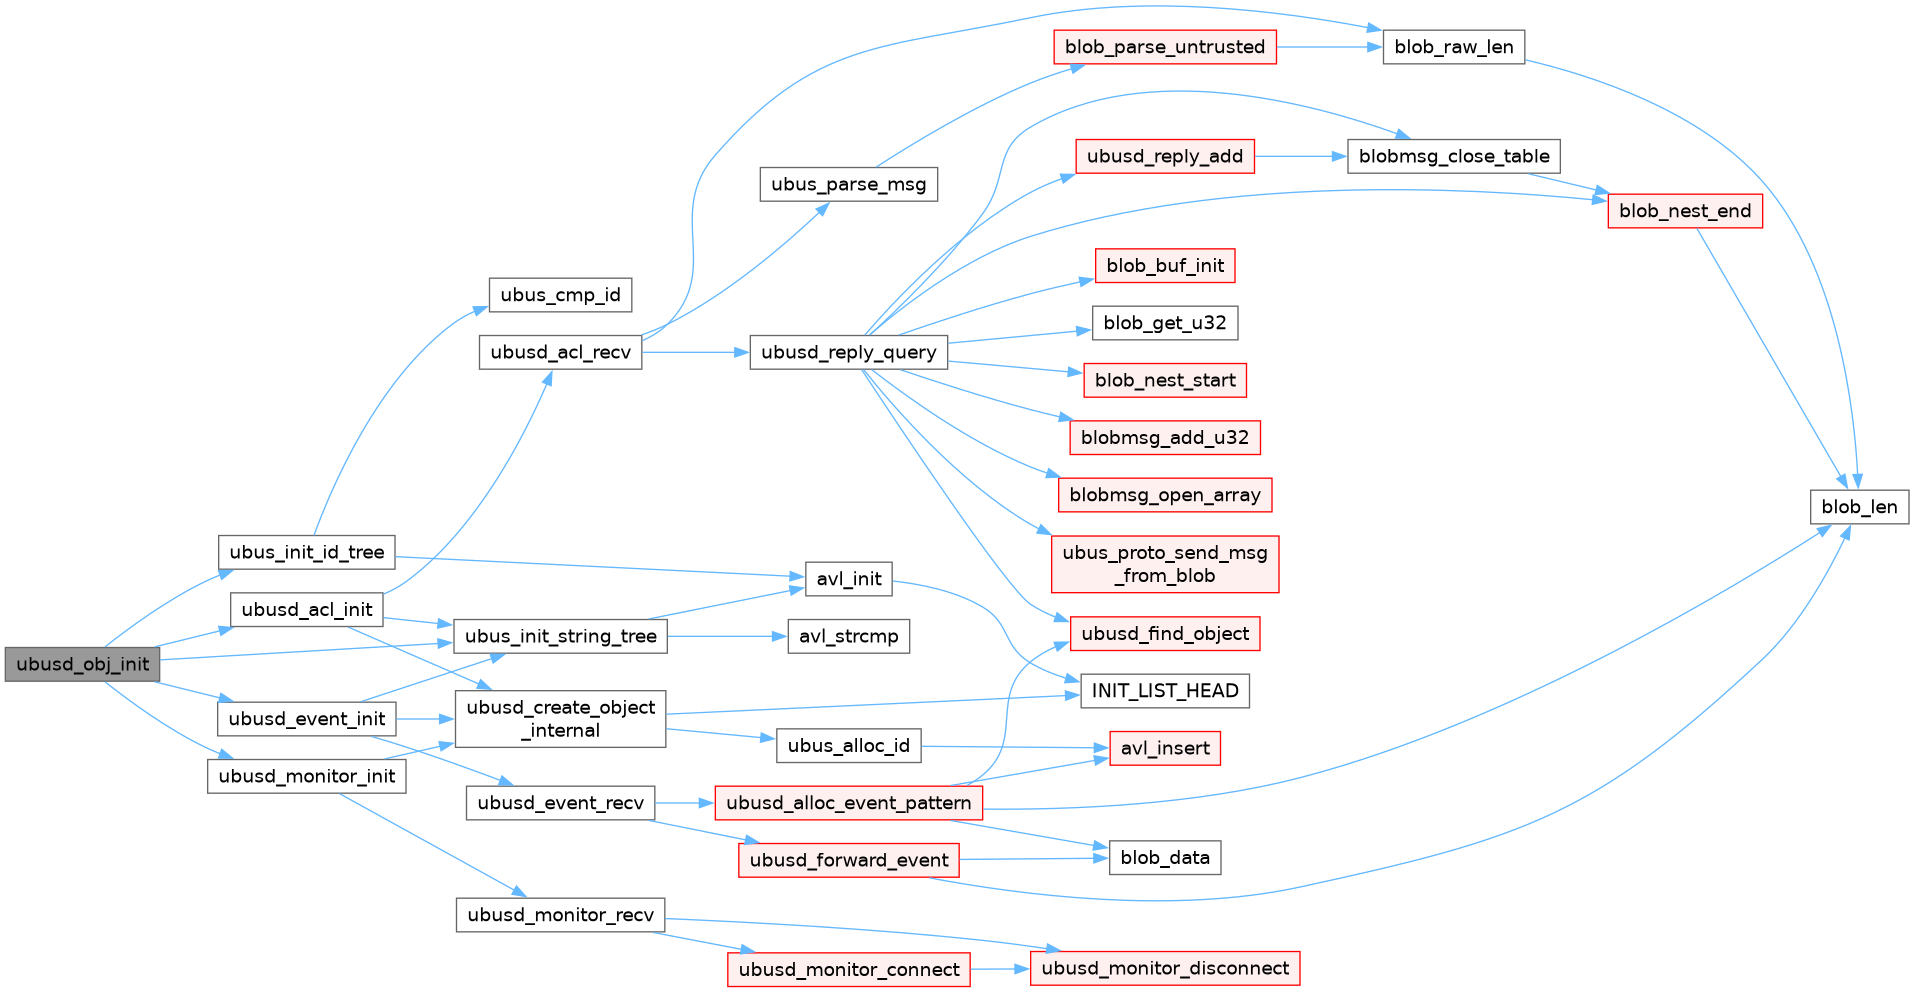 blob_parse_untrusted
blob_raw_len
ubusd_reply_add
blobmsg_close_table
ubus_parse_msg
blob_nest_end
blob_buf_init
ubus_cmp_id
blob_get_u32
ubusd_acl_recv
ubusd_reply_query
blob_nest_start
blobmsg_add_u32
blobmsg_open_array
blob_len
ubus_init_id_tree
ubus_proto_send_msg
_from_blob
avl_init
ubusd_acl_init
ubus_init_string_tree
avl_strcmp
ubusd_find_object
ubusd_obj_init
INIT_LIST_HEAD
ubusd_event_init
ubusd_create_object
_internal
ubus_alloc_id
avl_insert
ubusd_monitor_init
ubusd_event_recv
ubusd_alloc_event_pattern
ubusd_forward_event
blob_data
ubusd_monitor_recv
ubusd_monitor_connect
ubusd_monitor_disconnect